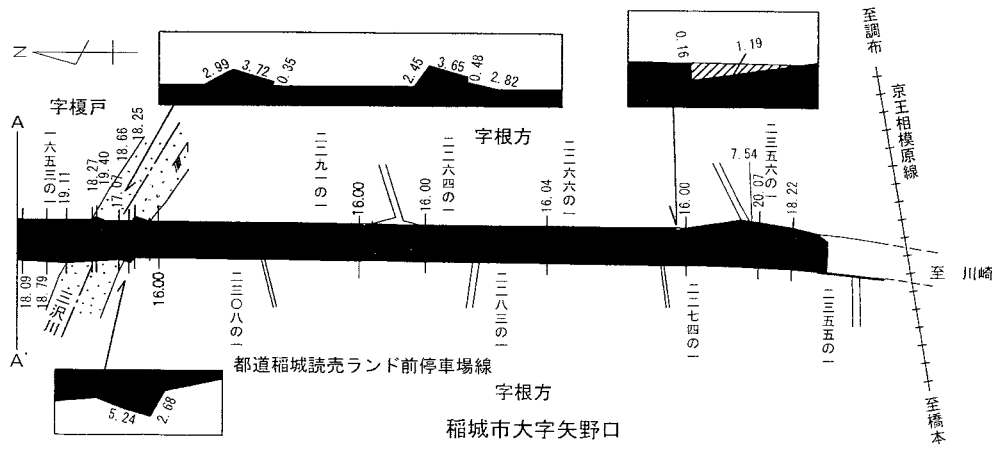 N
2.99
3.72
0.35
2.45
3.65
0.48
2.82
0.16
1.19
至調布
京王相模原線
字榎戸
字根方
A
一六五三の一
19.11
18.27
19.40
17.07
18.66
18.25
二二九一の一
16.00
二二六四の一
16.00
二二六六の一
16.04
16.00
7.54
二三五六の一
20.07
18.22
18.09
18.79
三沢川
16.00
二三〇八の一
二二八三の一
二二七四の一
二三五五の一
至 川崎
A'
都道稲城読売ランド前停車場線
5.24
2.68
字根方
稲城市大字矢野口
至橋本